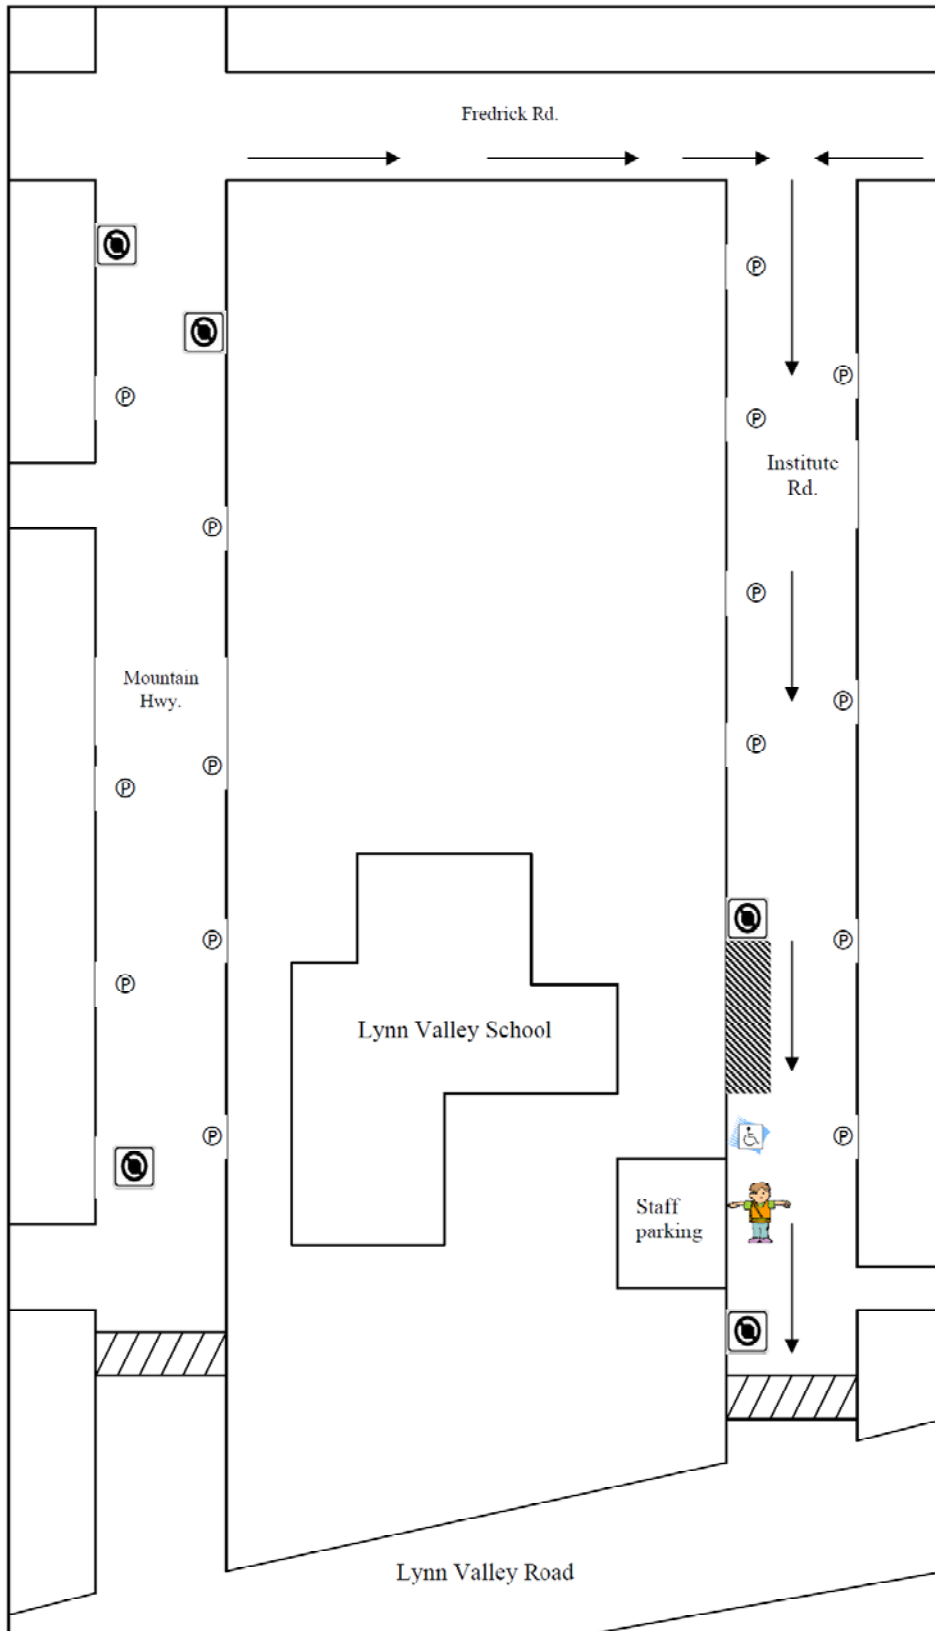 Fredrick Rd.
P
P
P
P
Institute
Rd.
P
P
Mountain
Hwy.
P
P
P
P
P
P
Lynn Valley School
P
P
P
Staff
parking
Lynn Valley Road